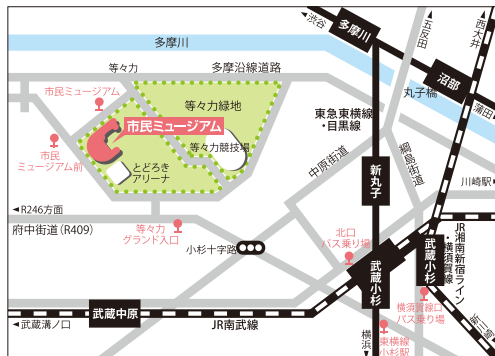 渋谷
多摩川
五反田
西大井
多摩川
等々力
多摩沿線道路
沼部
丸子橋
蒲田
市民ミュージアム
等々力緑地
東急東横線
・目黒線
市民ミュージアム
等々力競技場
中原街道
綱島街道
市民
ミュージアム前
とどろき
アリーナ
新丸子
川崎駅
R246方面
府中街道(R409)
等々力
グランド入口
小杉十字路
北口
バス乗り場
武蔵小杉
武蔵小杉
JR湘南新宿ライン
・横須賀線
横須賀線口
バス乗り場
武蔵中原
JR南武線
武蔵溝ノ口
横浜
東横線
小杉駅
新川崎